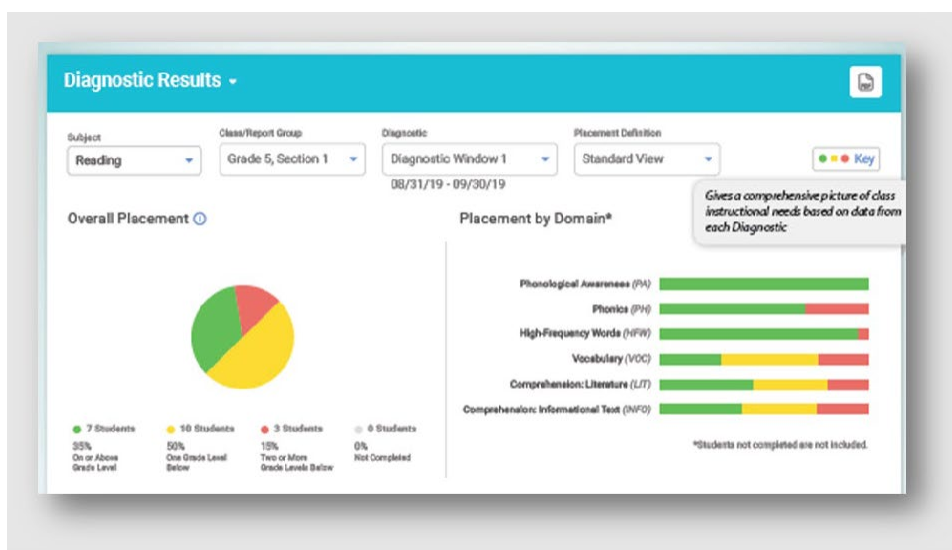 Diagnostic Results
PDF
Subject
Class/Report Group
Diagnostic
Placement Definition
Reading
Grade 5, Section 1
Diagnostic Window 1
Standard View
Key
08/31/19 - 09/30/19
Gives a comprehensive picture of class
instructional needs based on data from
each Diagnostic
Overall Placement
Placement by Domain*
Phonological Awareness (PA)
Phonics (PH)
High-Frequency Words (HFW)
Vocabulary (VOC)
Comprehension: Literature (LIT)
Comprehension: Informational Text (INFO)
7 Students
35%
On or Above
Grade Level
10 Students
50%
One Grade Level
Below
3 Students
15%
Two or More
Grade Levels Below
0 Students
0%
Not Completed
*Students not completed are not included.